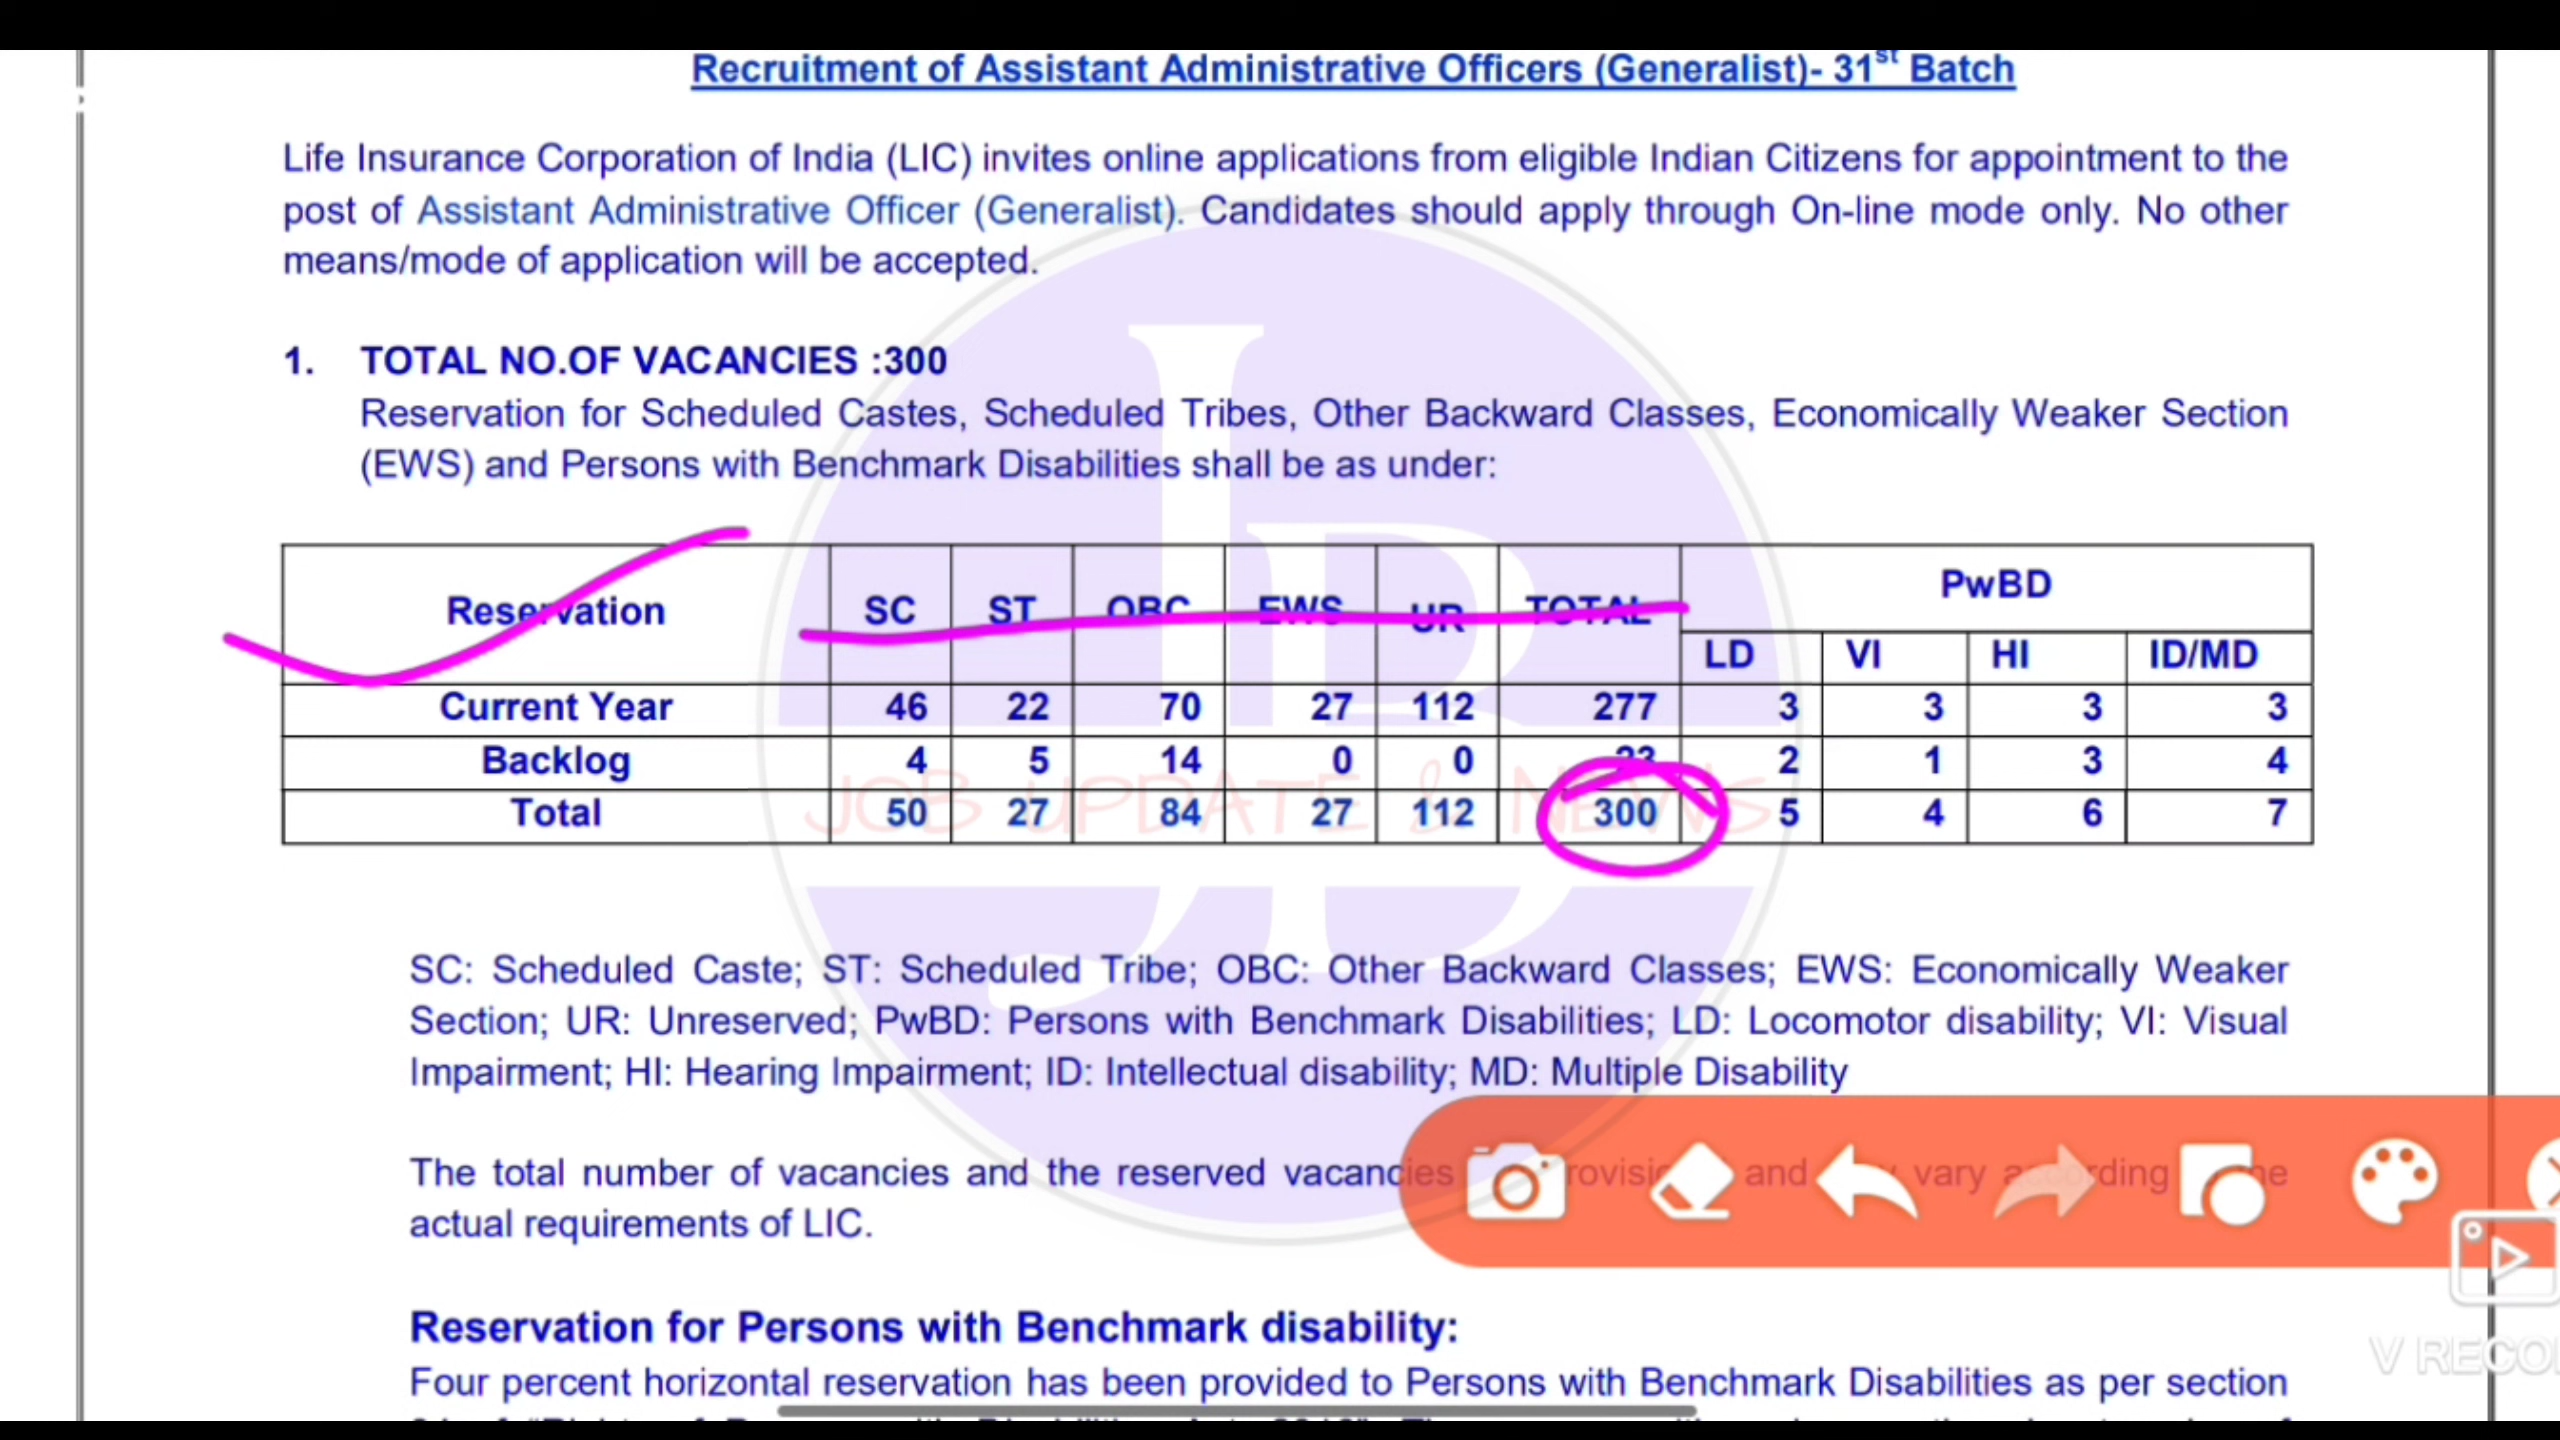 Recruitment of Assistant Administrative Officers (Generalist)- 31st Batch
Life Insurance Corporation of India (LIC) invites online applications from eligible Indian Citizens for appointment to the
post of Assistant Administrative Officer (Generalist). Candidates should apply through On-line mode only. No other
means/mode of application will be accepted.
1. TOTAL NO.OF VACANCIES :300
Reservation for Scheduled Castes, Scheduled Tribes, Other Backward Classes, Economically Weaker Section
(EWS) and Persons with Benchmark Disabilities shall be as under:
Reservation SC ST OBC EWS UR TOTAL PwBD
LD VI HI ID/MD
Current Year 46 22 70 27 112 277 3 3 3 3
Backlog 4 5 14 0 0 23 2 1 3 4
Total 50 27 84 27 112 300 5 4 6 7
JOB UPDATE & NEWS
SC: Scheduled Caste; ST: Scheduled Tribe; OBC: Other Backward Classes; EWS: Economically Weaker
Section; UR: Unreserved; PwBD: Persons with Benchmark Disabilities; LD: Locomotor disability; VI: Visual
Impairment; HI: Hearing Impairment; ID: Intellectual disability; MD: Multiple Disability
The total number of vacancies and the reserved vacancies and vary
actual requirements of LIC.
Reservation for Persons with Benchmark disability:
Four percent horizontal reservation has been provided to Persons with Benchmark Disabilities as per section
V RECO